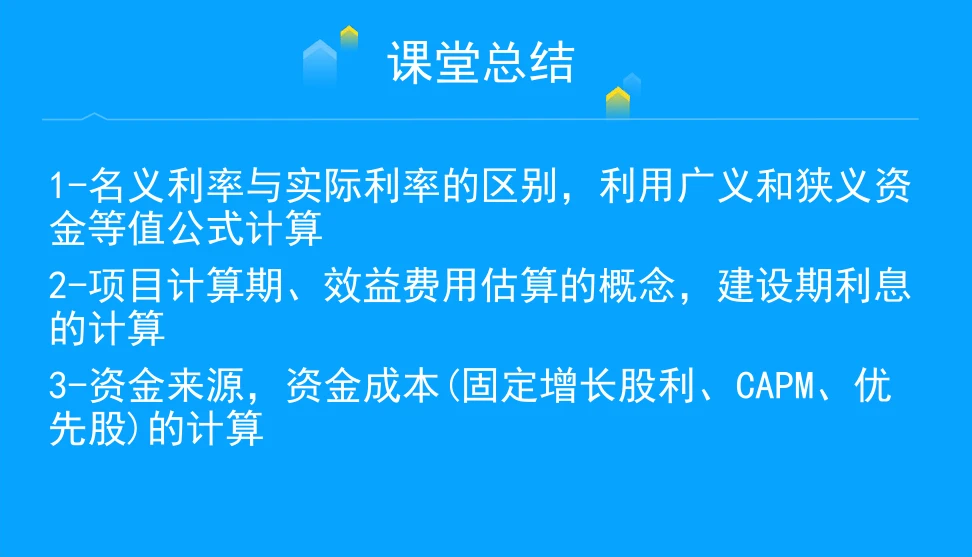 课堂总结
1-名义利率与实际利率的区别，利用广义和狭义资
金等值公式计算
2-项目计算期、效益费用估算的概念，建设期利息
的计算
3-资金来源，资金成本(固定增长股利、CAPM、优
先股)的计算